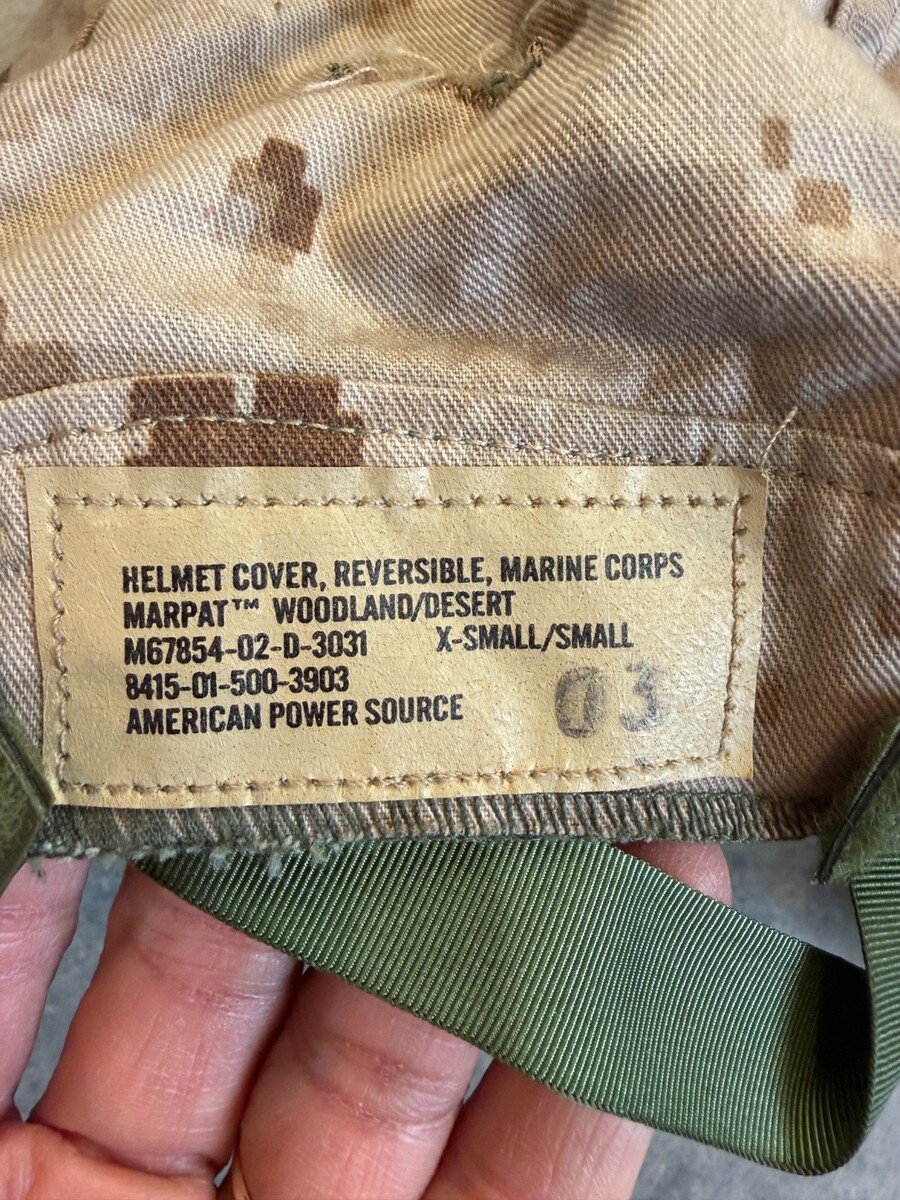 HELMET COVER, REVERSIBLE, MARINE CORPS
MARPAT™ WOODLAND/DESERT
M67854-02-D-3031 X-SMALL/SMALL
8415-01-500-3903
AMERICAN POWER SOURCE
03